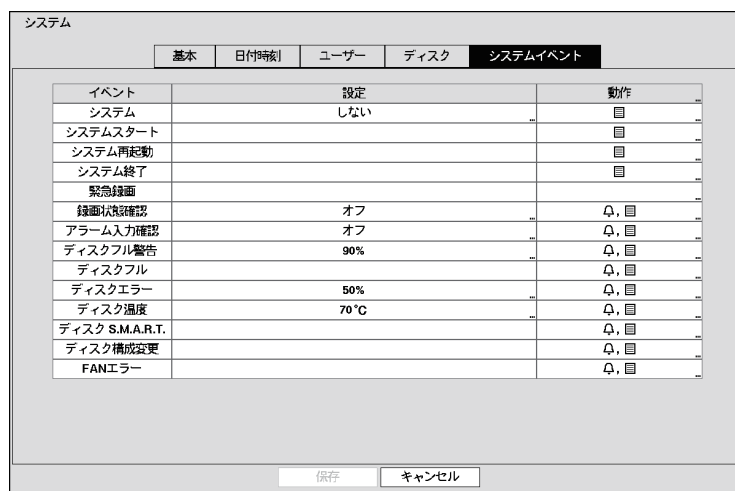 システム
基本 日付時刻 ユーザー ディスク システムイベント
イベント 設定 動作 ...
システム しない ... ...
システムスタート ...
システム再起動 ...
システム終了 ...
緊急録画 ...
録画状態確認 オフ ... , ...
アラーム入力確認 オフ ... , ...
ディスクフル警告 90% ... , ...
ディスクフル , ...
ディスクエラー 50% ... , ...
ディスク温度 70°C ... , ...
ディスク S.M.A.R.T. , ...
ディスク構成変更 , ...
FANエラー , ...
保存 キャンセル